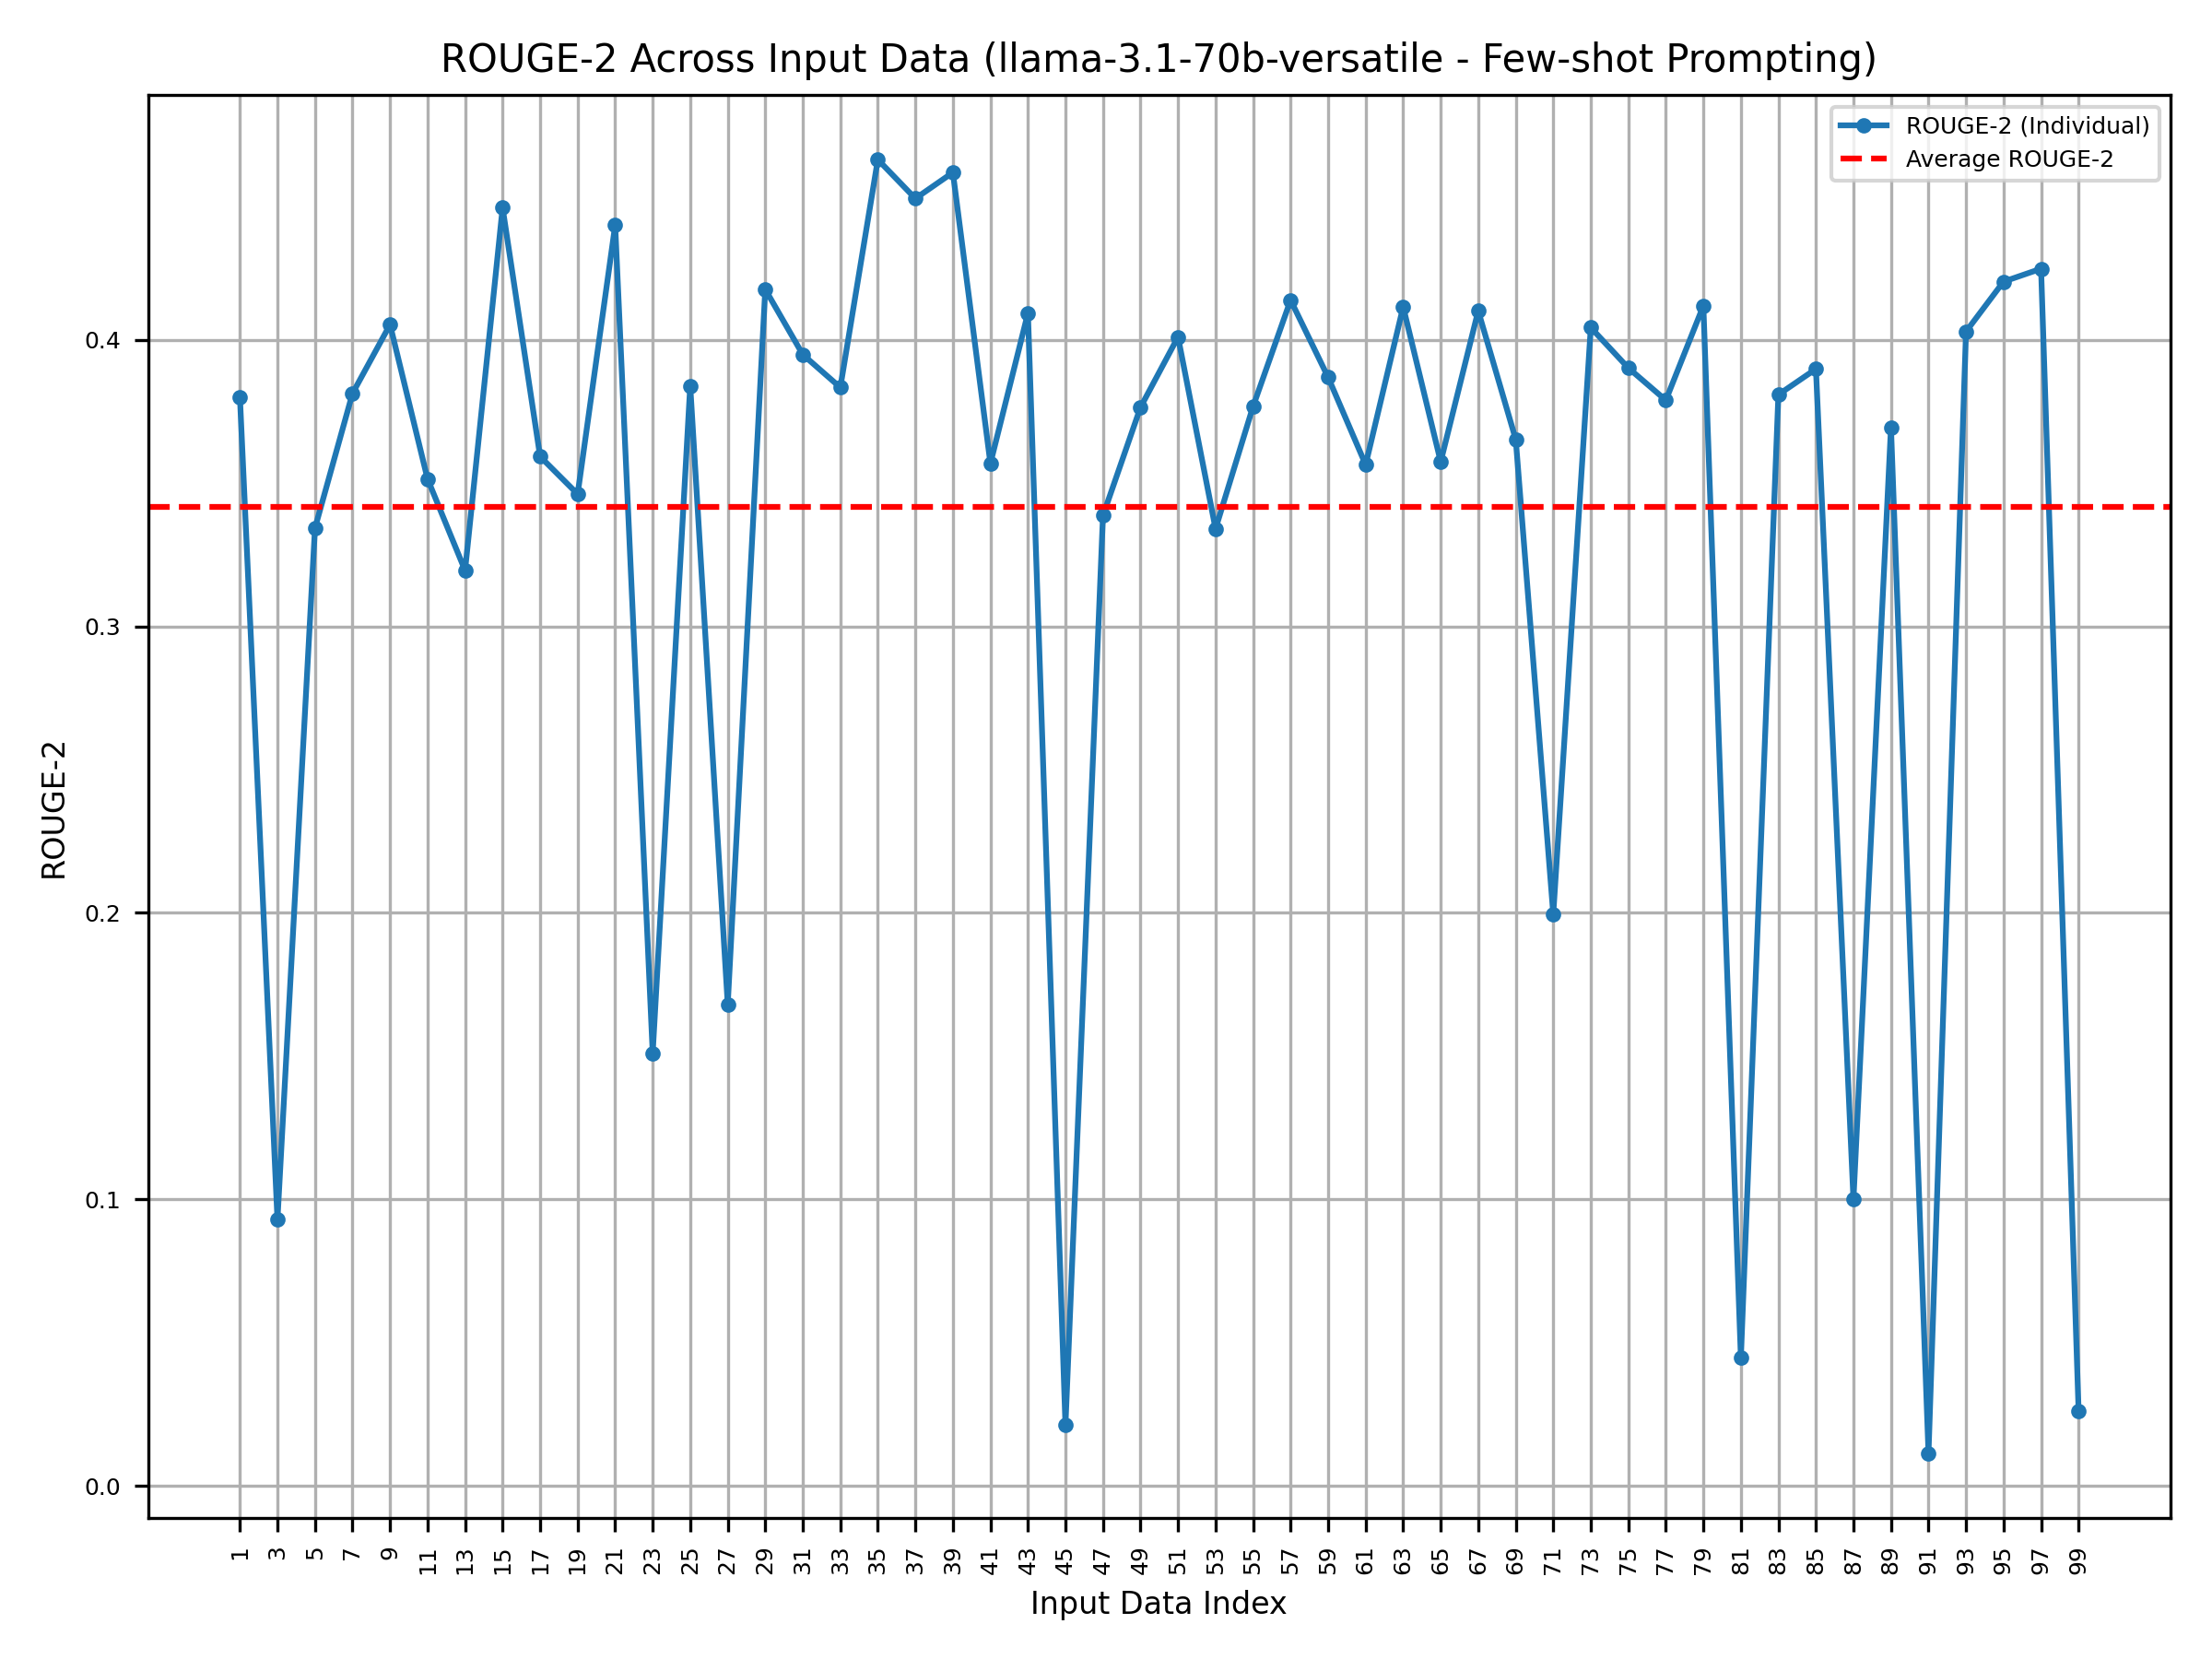 ROUGE-2 Across Input Data (llama-3.1-70b-versatile - Few-shot Prompting)
ROUGE-2 (Individual)
Average ROUGE-2
ROUGE-2
0.4
0.3
0.2
0.1
0.0
1 3 5 7 9 11 13 15 17 19 21 23 25 27 29 31 33 35 37 39 41 43 45 47 49 51 53 55 57 59 61 63 65 67 69 71 73 75 77 79 81 83 85 87 89 91 93 95 97 99
Input Data Index